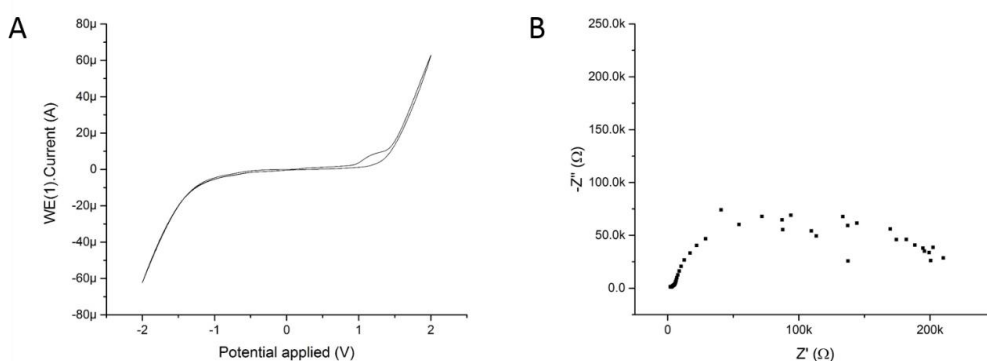 A
80µ
60µ
40µ
20µ
0
-20µ
-40µ
-60µ
-80µ
-2
-1
0
1
2
WE(1).Current (A)
Potential applied (V)
B
250.0k
200.0k
150.0k
100.0k
50.0k
0.0
0
100k
200k
-Z'' (Ω)
Z' (Ω)